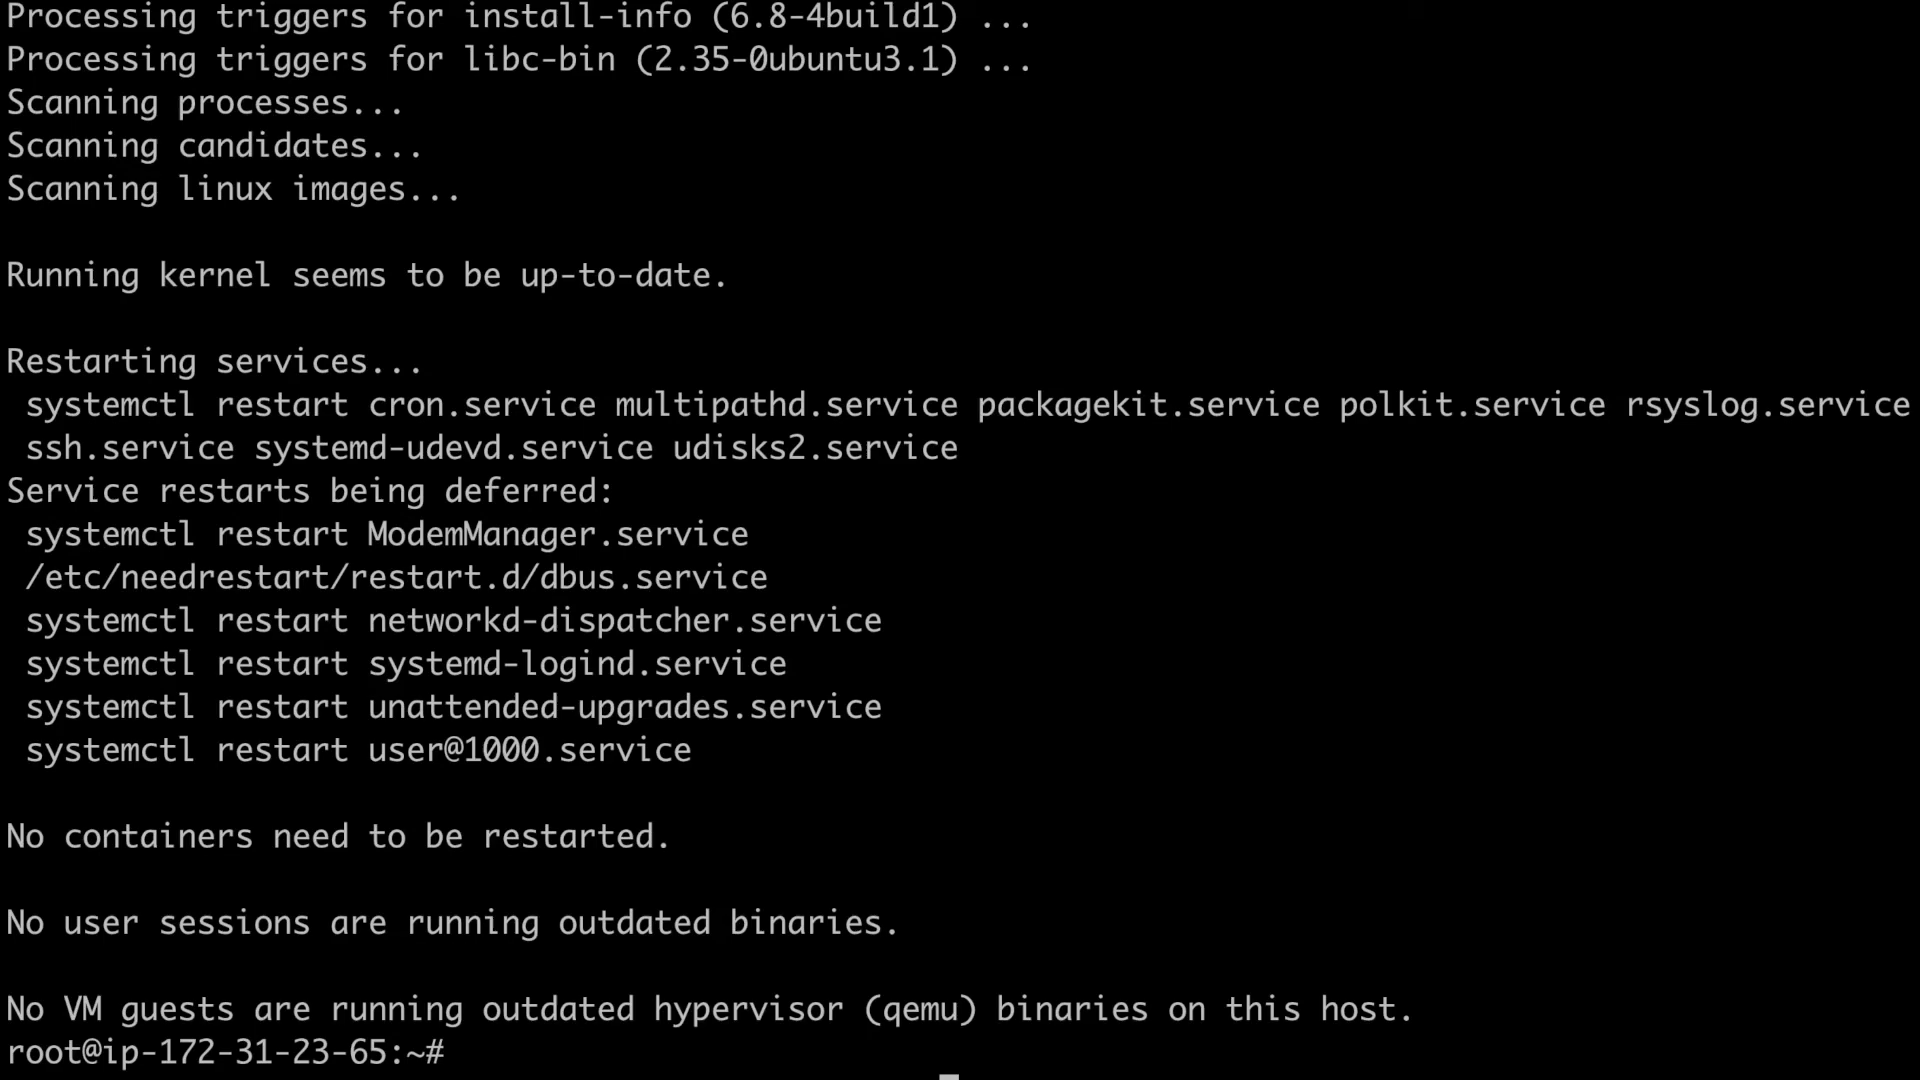 Processing triggers for install-info (6.8-4build1) ...
Processing triggers for libc-bin (2.35-0ubuntu3.1) ...
Scanning processes...
Scanning candidates...
Scanning linux images...
Running kernel seems to be up-to-date.
Restarting services...
 systemctl restart cron.service multipathd.service packagekit.service polkit.service rsyslog.service
 ssh.service systemd-udevd.service udisks2.service
Service restarts being deferred:
 systemctl restart ModemManager.service
 /etc/needrestart/restart.d/dbus.service
 systemctl restart networkd-dispatcher.service
 systemctl restart systemd-logind.service
 systemctl restart unattended-upgrades.service
 systemctl restart user@1000.service
No containers need to be restarted.
No user sessions are running outdated binaries.
No VM guests are running outdated hypervisor (qemu) binaries on this host.
root@ip-172-31-23-65:~#